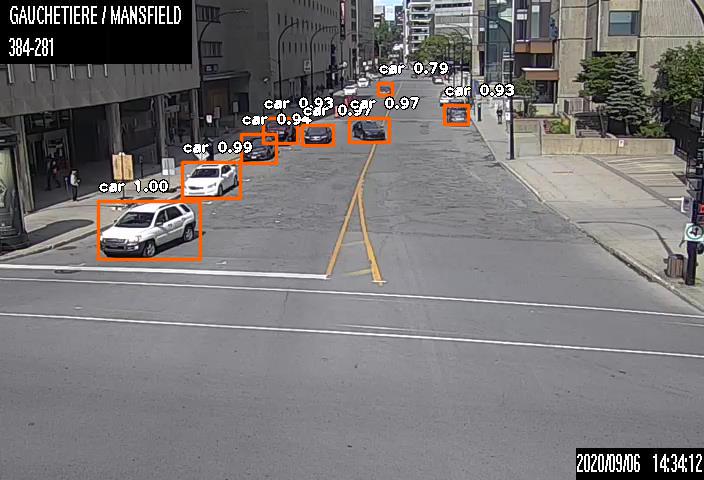 GAUCHETIERE / MANSFIELD
384-281
car 0.79
car 0.93
car 0.93
car 0.97
car 0.97
car 0.94
car 0.99
car 1.00
2020/09/06 14:34:12